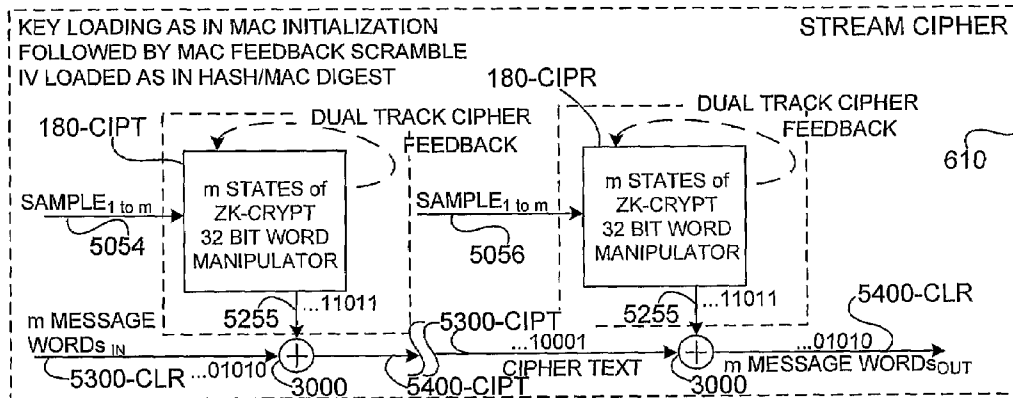 KEY LOADING AS IN MAC INITIALIZATION
FOLLOWED BY MAC FEEDBACK SCRAMBLE
IV LOADED AS IN HASH/MAC DIGEST
STREAM CIPHER
180-CIPT
DUAL TRACK CIPHER
FEEDBACK
180-CIPR
DUAL TRACK CIPHER
FEEDBACK
610
m STATES of
ZK-CRYPT
32 BIT WORD
MANIPULATOR
m STATES of
ZK-CRYPT
32 BIT WORD
MANIPULATOR
SAMPLE1 to m
5054
SAMPLE1 to m
5056
5255
...11011
5255
...11011
m MESSAGE
WORDs IN
5300-CLR
...01010
3000
5400-CIPT
5300-CIPT
...10001
CIPHER TEXT
3000
5400-CLR
...01010
m MESSAGE WORDsOUT